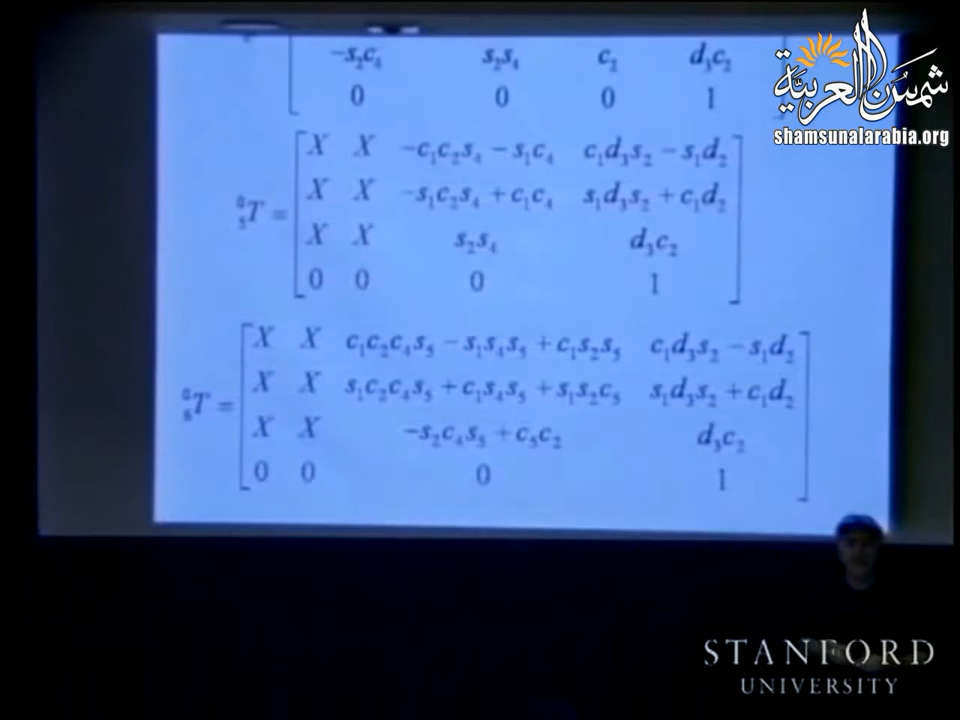 -s₂c₄ s₂s₄ c₂ d₃c₂
0 0 0 1
X X -c₁c₂s₄ - s₁c₄ c₁d₃s₂ - s₁d₂
X X -s₁c₂s₄ + c₁c₄ s₁d₃s₂ + c₁d₂
⁰₅T =
X X s₂s₄ d₃c₂
0 0 0 1
X X c₁c₂c₄s₅ - s₁s₄s₅ + c₁s₂s₅ c₁d₃s₂ - s₁d₂
X X s₁c₂c₄s₅ + c₁s₄s₅ + s₁s₂c₅ s₁d₃s₂ + c₁d₂
⁰₆T =
X X -s₂c₄s₅ + c₅c₂ d₃c₂
0 0 0 1
شمس العربية
shamsunalarabia.org
STANFORD
UNIVERSITY